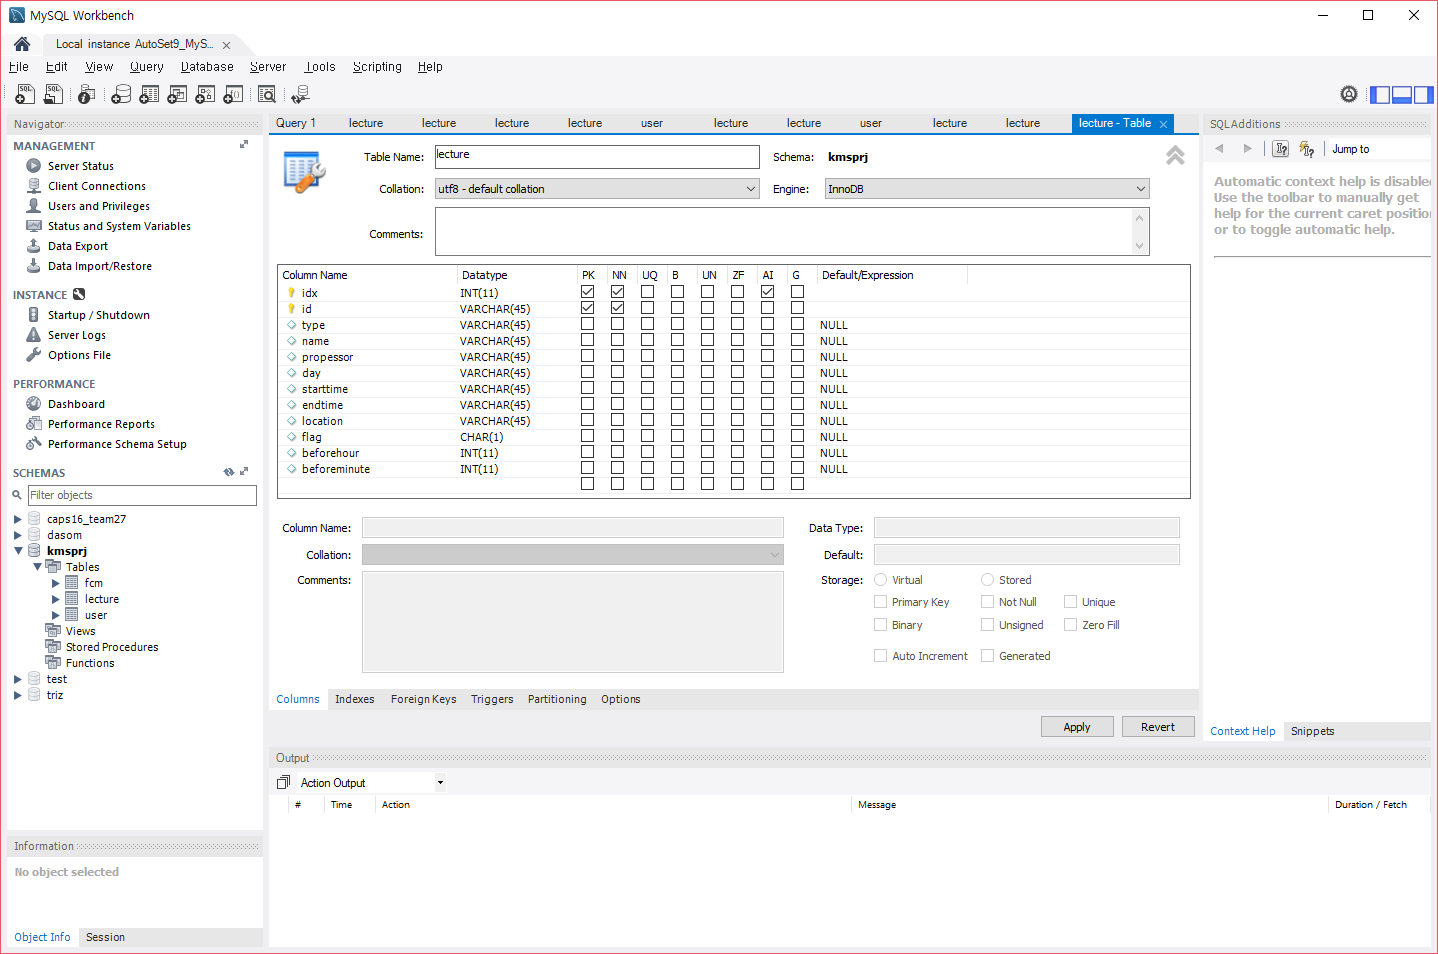 MySQL Workbench
Local instance AutoSet9_MyS...
File Edit View Query Database Server Tools Scripting Help
Navigator
MANAGEMENT
Server Status
Client Connections
Users and Privileges
Status and System Variables
Data Export
Data Import/Restore
INSTANCE
Startup / Shutdown
Server Logs
Options File
PERFORMANCE
Dashboard
Performance Reports
Performance Schema Setup
SCHEMAS
Filter objects
caps16_team27
dasom
kmsprj
Tables
fcm
lecture
user
Views
Stored Procedures
Functions
test
triz
Information
No object selected
Object Info Session
Query 1 lecture lecture lecture lecture user lecture lecture user lecture lecture lecture - Table
Table Name: lecture Schema: kmsprj
Collation: utf8 - default collation Engine: InnoDB
Comments:
Column Name Datatype PK NN UQ B UN ZF AI G Default/Expression
idx INT(11)
id VARCHAR(45)
type VARCHAR(45) NULL
name VARCHAR(45) NULL
propessor VARCHAR(45) NULL
day VARCHAR(45) NULL
starttime VARCHAR(45) NULL
endtime VARCHAR(45) NULL
location VARCHAR(45) NULL
flag CHAR(1) NULL
beforehour INT(11) NULL
beforeminute INT(11) NULL
Column Name: Data Type:
Collation: Default:
Comments: Storage: Virtual Stored
Primary Key Not Null Unique
Binary Unsigned Zero Fill
Auto Increment Generated
Columns Indexes Foreign Keys Triggers Partitioning Options
Apply Revert
SQLAdditions
Jump to
Automatic context help is disable
Use the toolbar to manually get
help for the current caret position
or to toggle automatic help.
Context Help Snippets
Output
Action Output
# Time Action Message Duration / Fetch